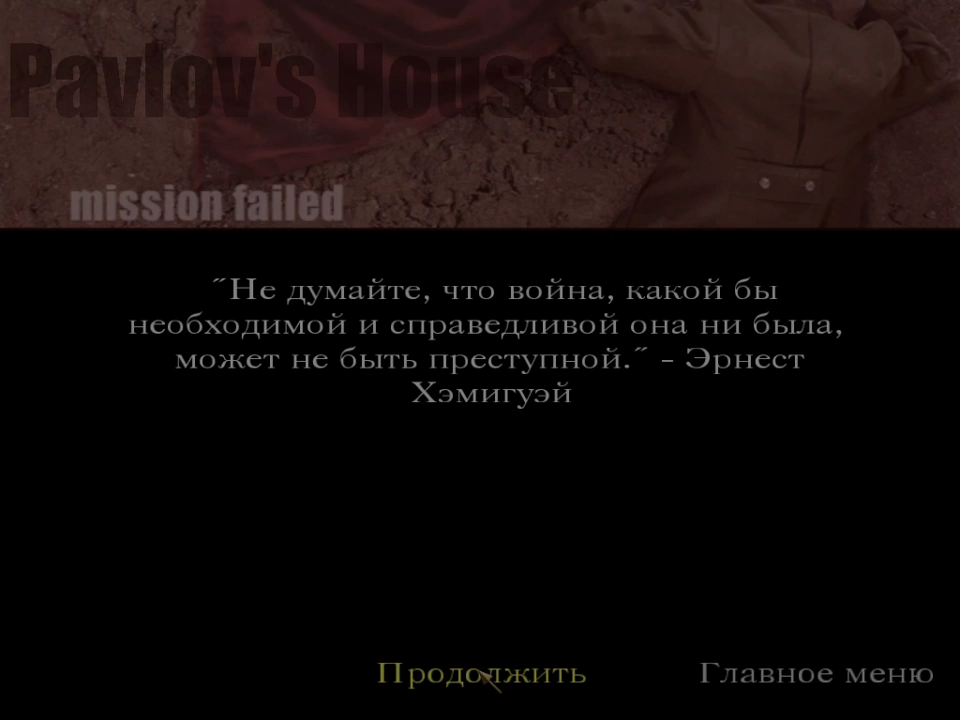 Pavlov's House
mission failed
˝Не думайте, что война, какой бы
необходимой и справедливой она ни была,
может не быть преступной.˝ - Эрнест
Хэмигуэй
Продолжить Главное меню